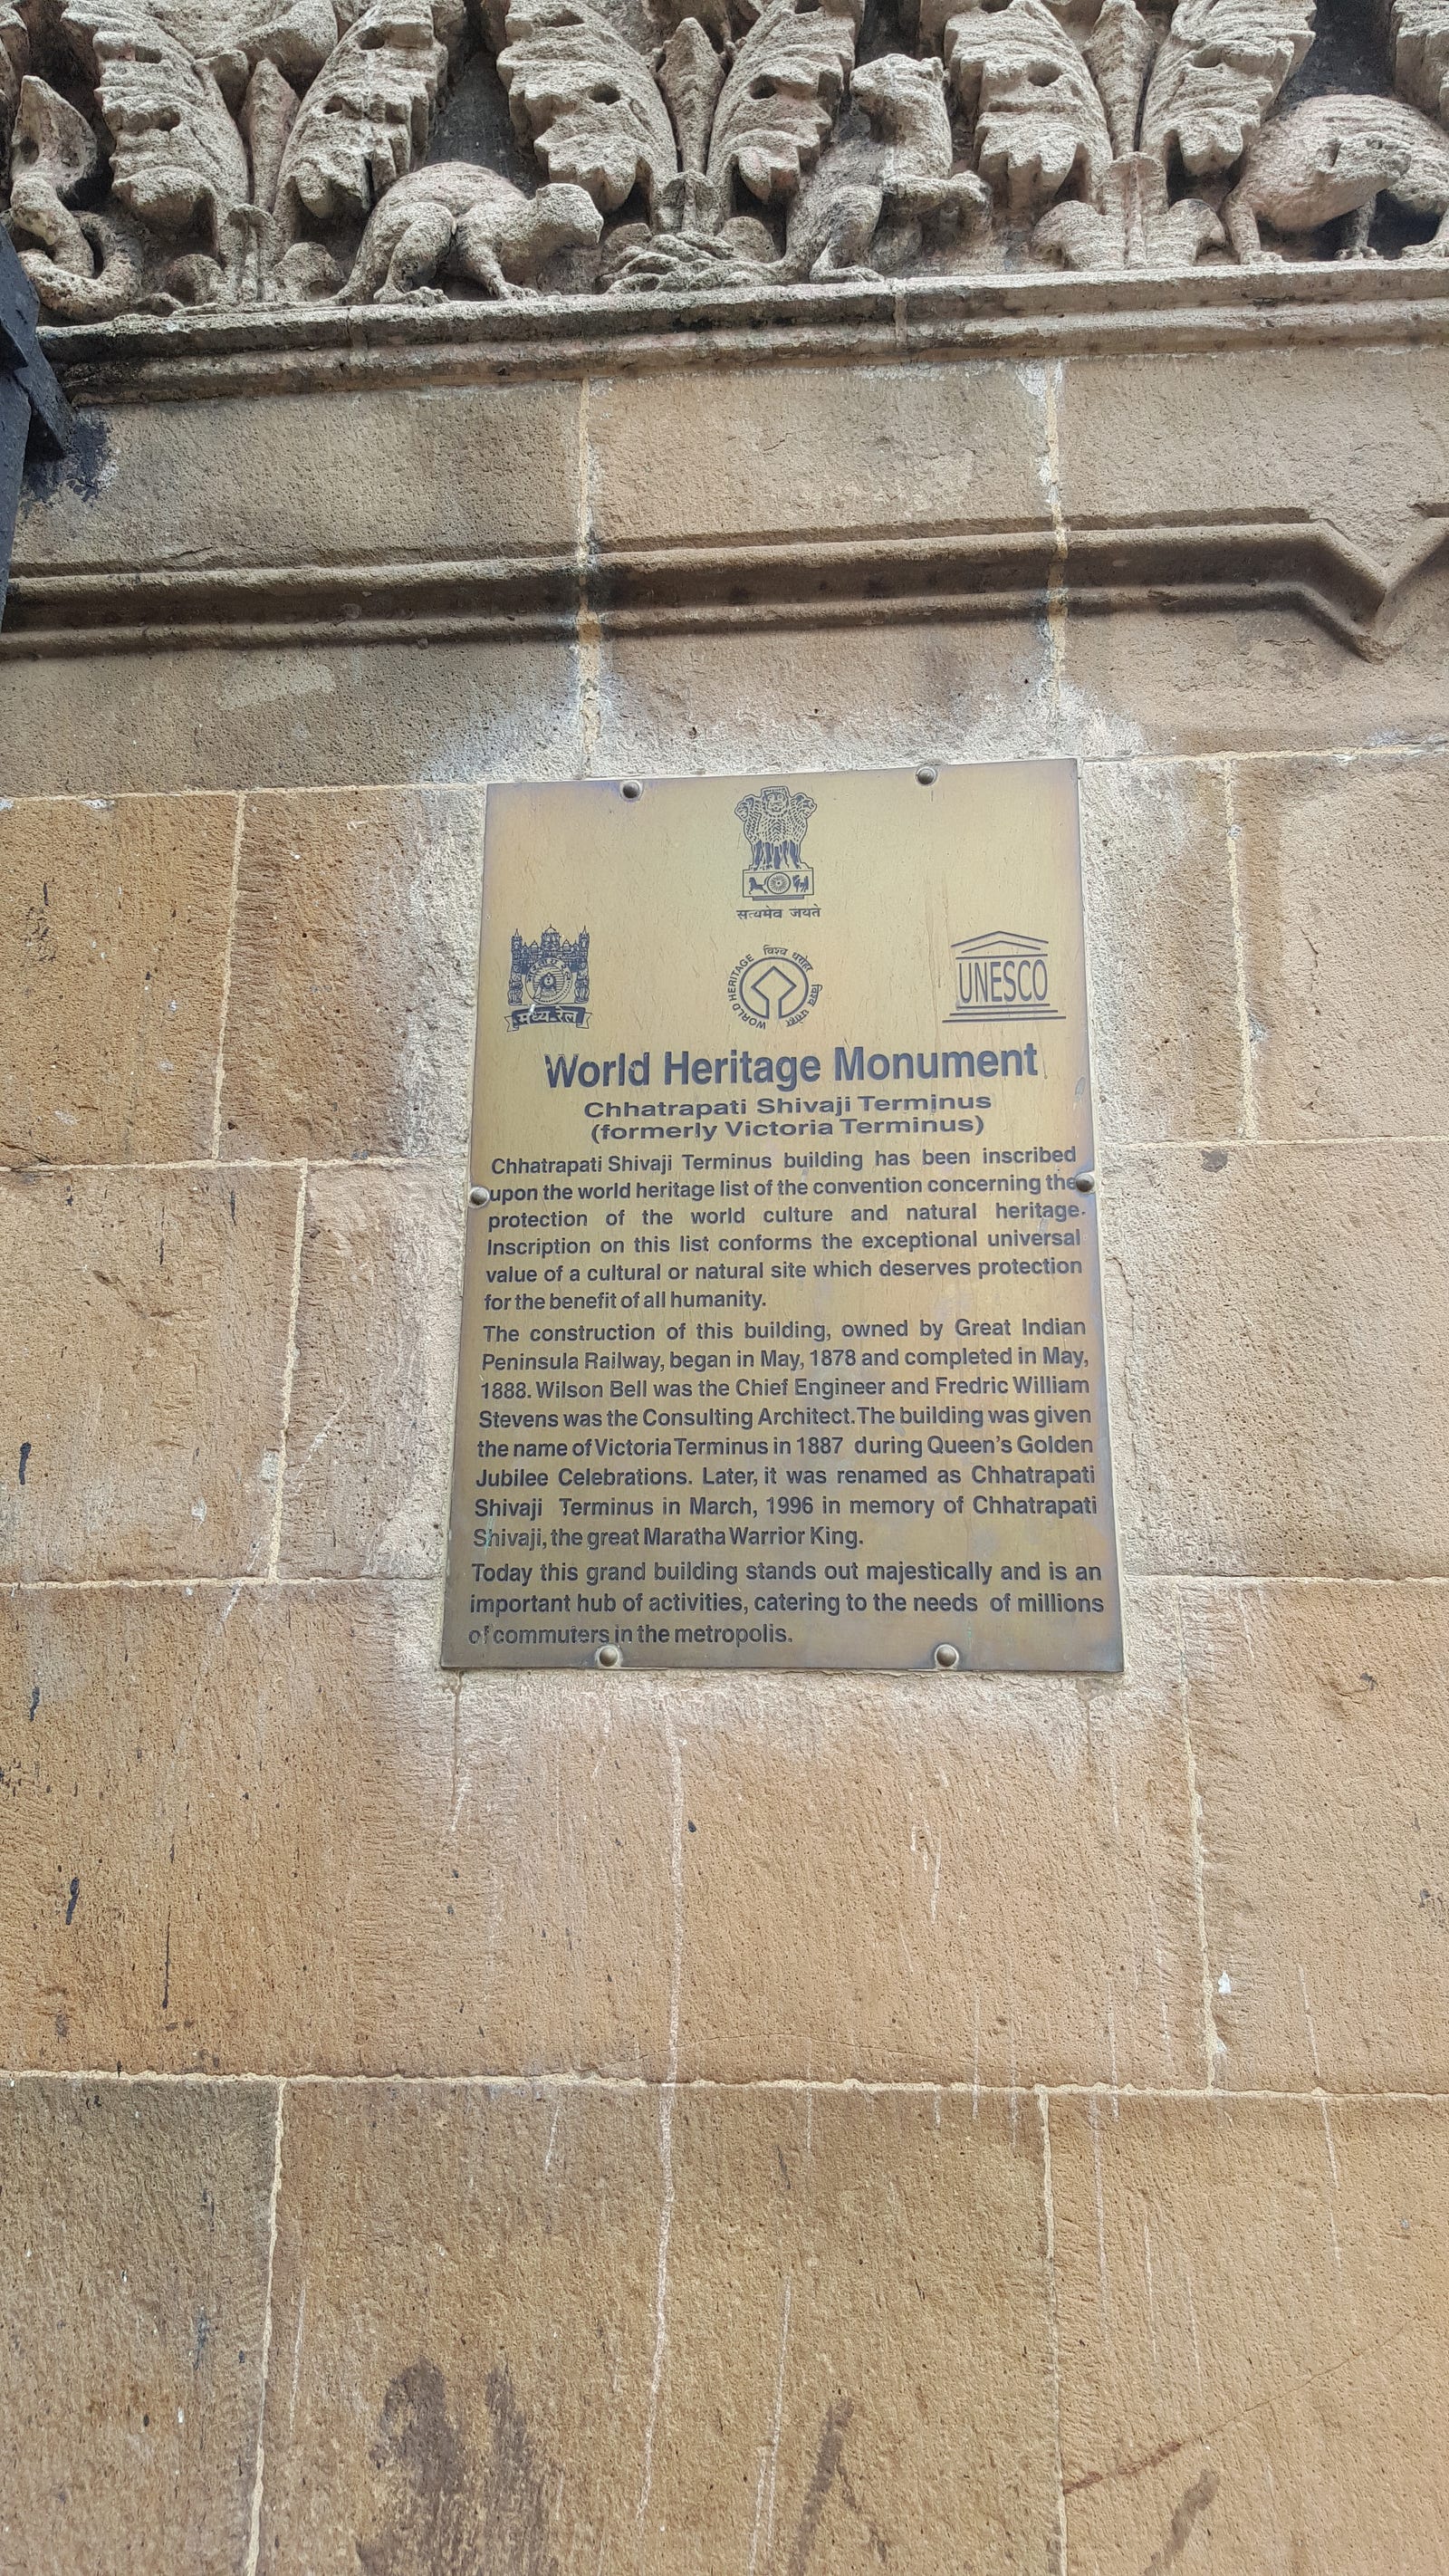 सत्यमेव जयते
मध्य रेल
WORLD HERITAGE
विश्व धरोहर
विश्व धरोहर
UNESCO
World Heritage Monument
Chhatrapati Shivaji Terminus
(formerly Victoria Terminus)
Chhatrapati Shivaji Terminus building has been inscribed
upon the world heritage list of the convention concerning the
protection of the world culture and natural heritage.
Inscription on this list conforms the exceptional universal
value of a cultural or natural site which deserves protection
for the benefit of all humanity.
The construction of this building, owned by Great Indian
Peninsula Railway, began in May, 1878 and completed in May,
1888. Wilson Bell was the Chief Engineer and Fredric William
Stevens was the Consulting Architect. The building was given
the name of Victoria Terminus in 1887 during Queen's Golden
Jubilee Celebrations. Later, it was renamed as Chhatrapati
Shivaji Terminus in March, 1996 in memory of Chhatrapati
Shivaji, the great Maratha Warrior King.
Today this grand building stands out majestically and is an
important hub of activities, catering to the needs of millions
of commuters in the metropolis.